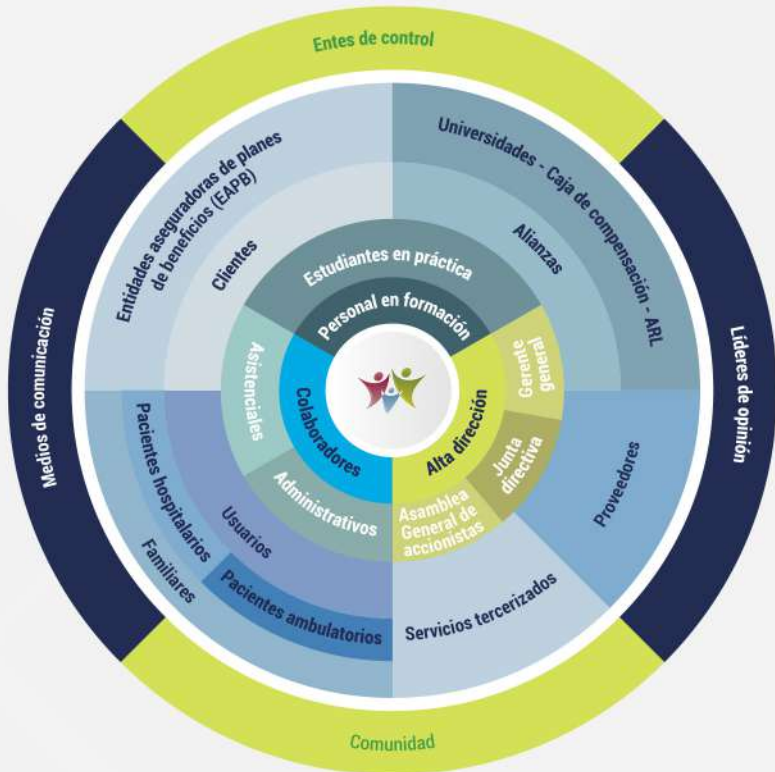 Entes de control
Entidades aseguradoras de planes
de beneficios (EAPB)
Clientes
Universidades - Caja de compensación - ARL
Alianzas
Estudiantes en práctica
Personal en formación
Medios de comunicación
Líderes de opinión
Asistenciales
Colaboradores
Administrativos
Alta dirección
Gerente
general
Junta
directiva
Asamblea
General de
accionistas
Usuarios
Pacientes hospitalarios
Pacientes ambulatorios
Familiares
Proveedores
Servicios tercerizados
Comunidad